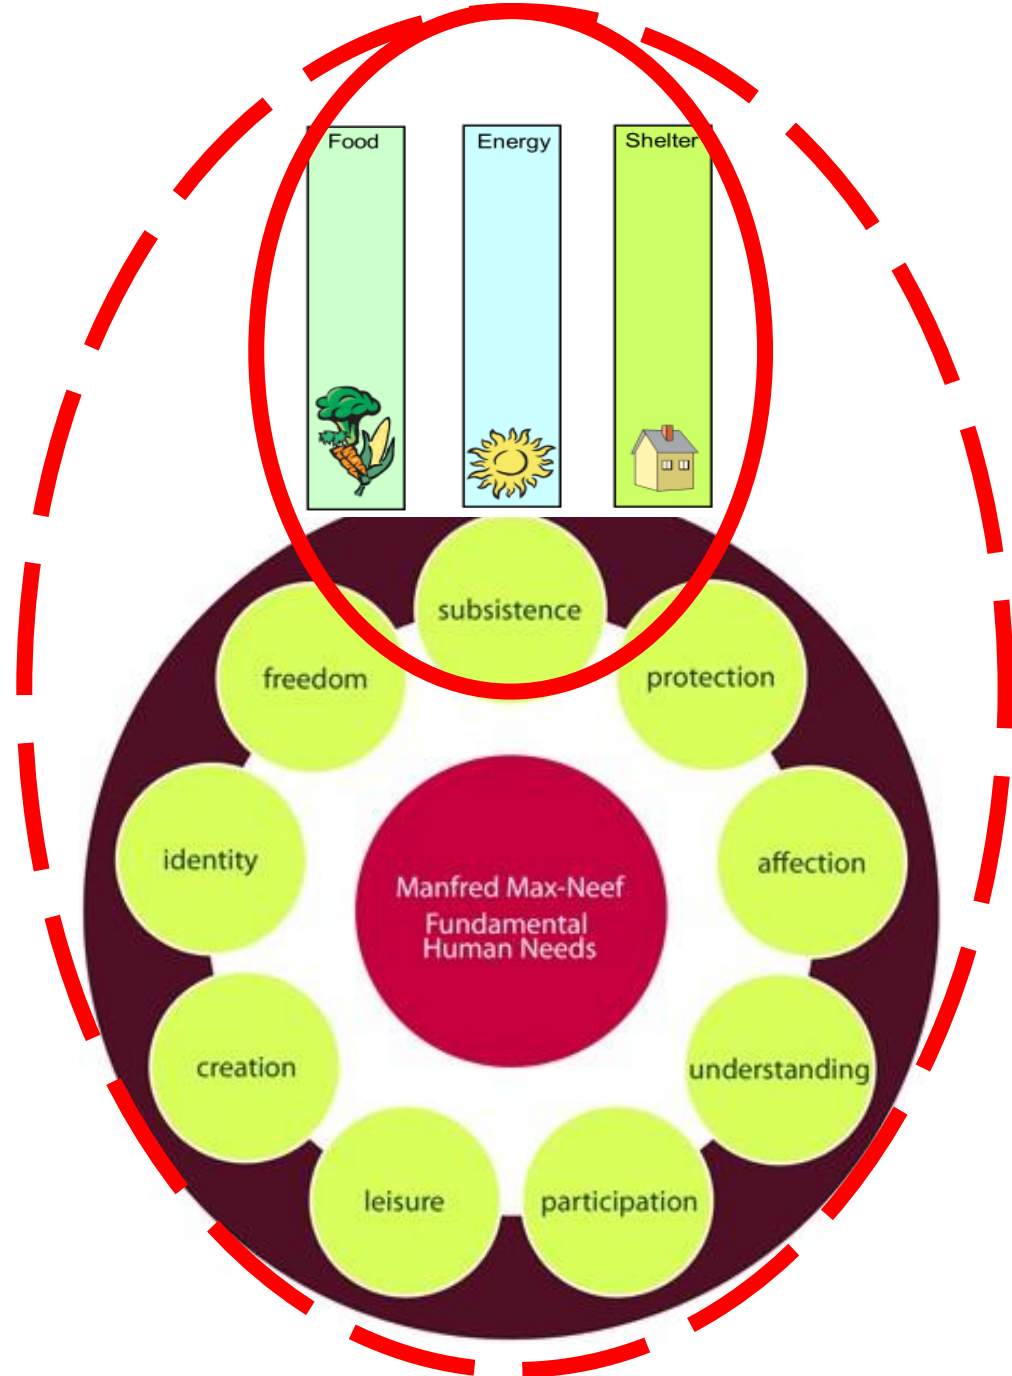 Food
Energy
Shelter
subsistence
freedom
protection
identity
affection
Manfred Max-Neef
Fundamental
Human Needs
creation
understanding
leisure
participation